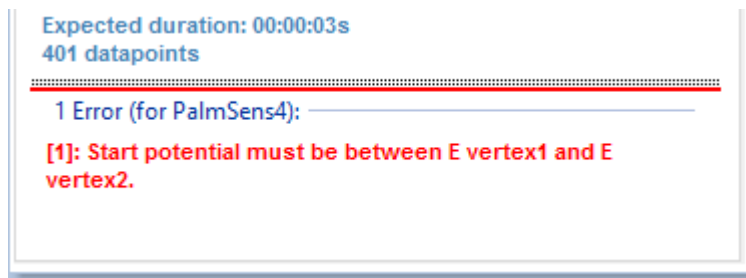 Expected duration: 00:00:03s
401 datapoints
1 Error (for PalmSens4):
[1]: Start potential must be between E vertex1 and E
vertex2.